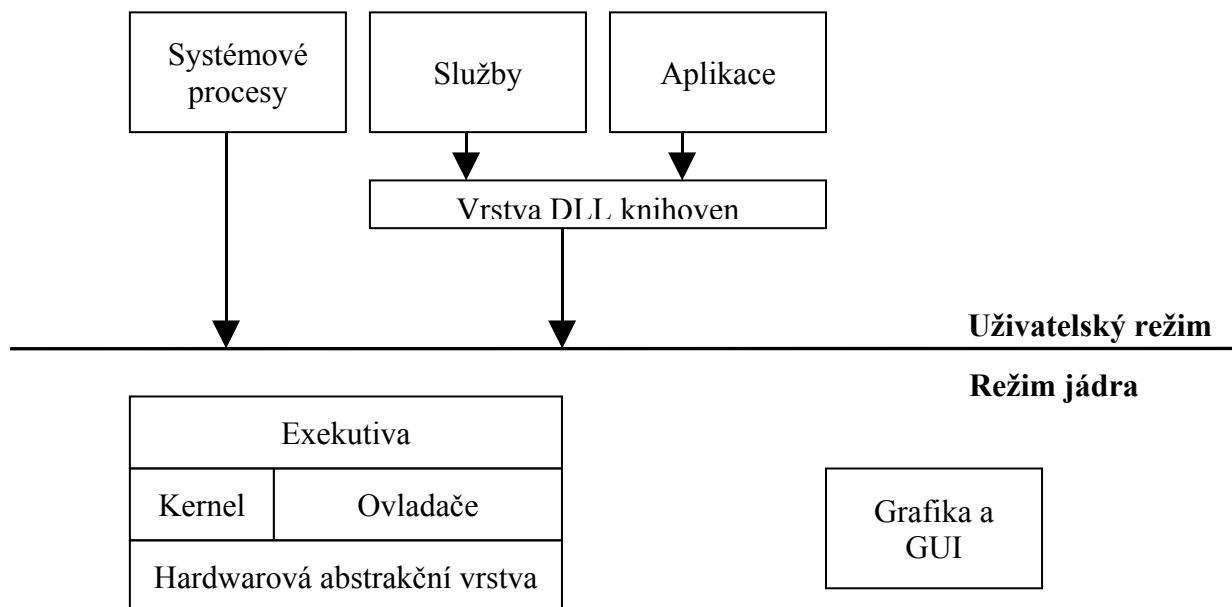 Systémové
procesy
Služby
Aplikace
Vrstva DLL knihoven
Uživatelský režim
Režim jádra
Exekutiva
Kernel
Ovladače
Hardwarová abstrakční vrstva
Grafika a
GUI